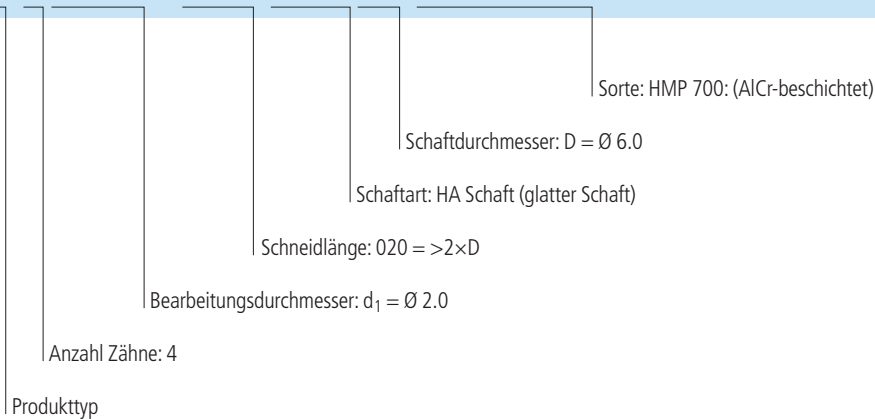 Sorte: HMP 700: (AlCr-beschichtet)
Schaftdurchmesser: D = Ø 6.0
Schaftart: HA Schaft (glatter Schaft)
Schneidlänge: 020 = >2×D
Bearbeitungsdurchmesser: d₁ = Ø 2.0
Anzahl Zähne: 4
Produkttyp